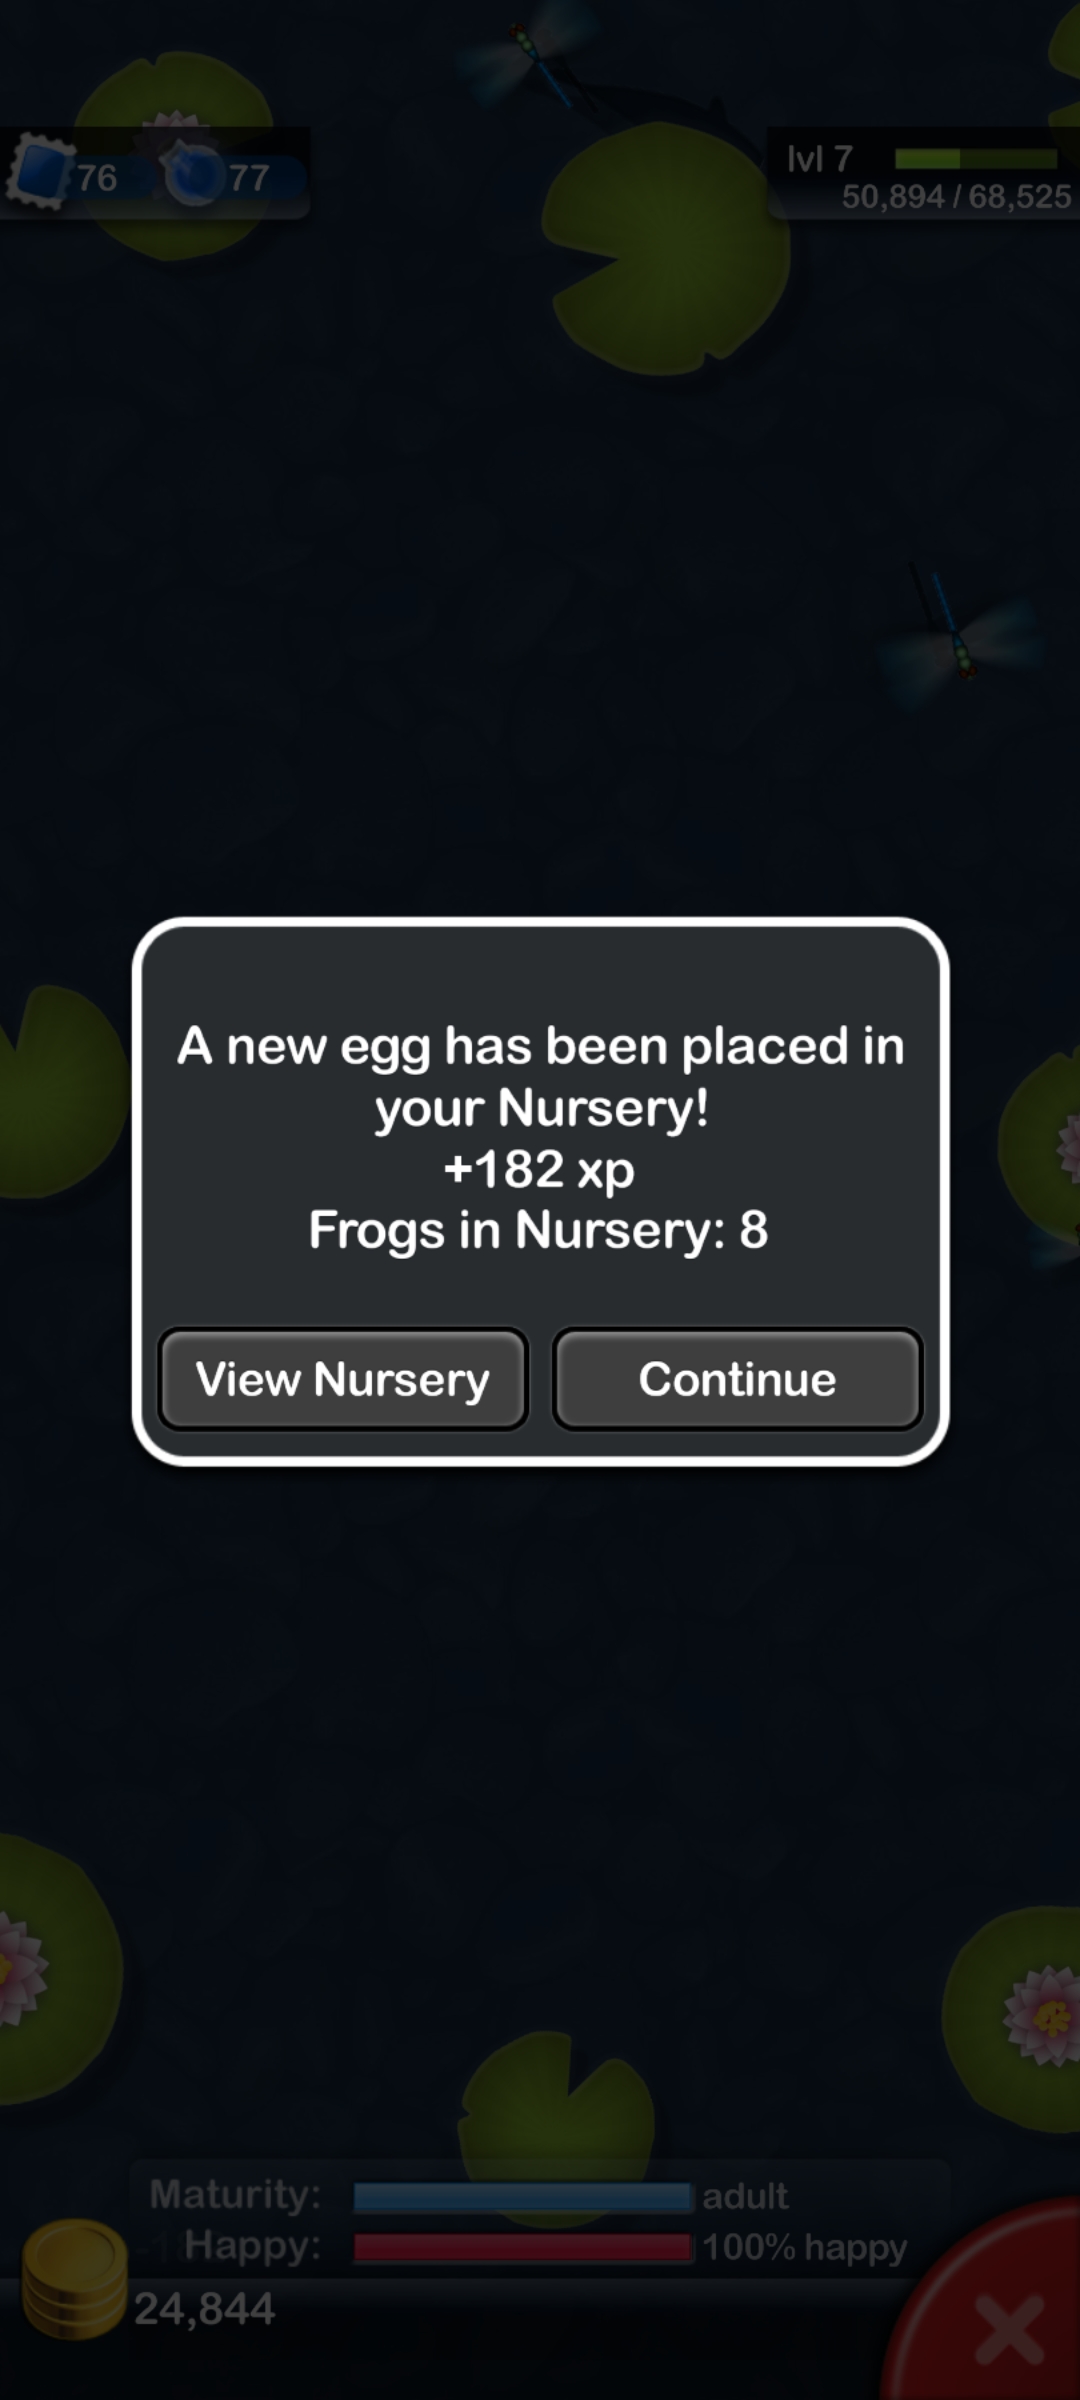 76
77
lvl 7
50,894 / 68,525
A new egg has been placed in
your Nursery!
+182 xp
Frogs in Nursery: 8
View Nursery
Continue
Maturity:
adult
Happy:
100% happy
24,844